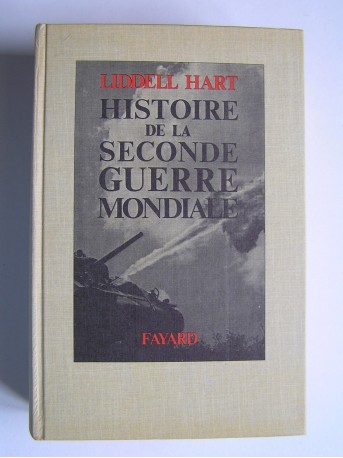 LIDDELL HART
HISTOIRE
DE LA
SECONDE
GUERRE
MONDIALE
FAYARD